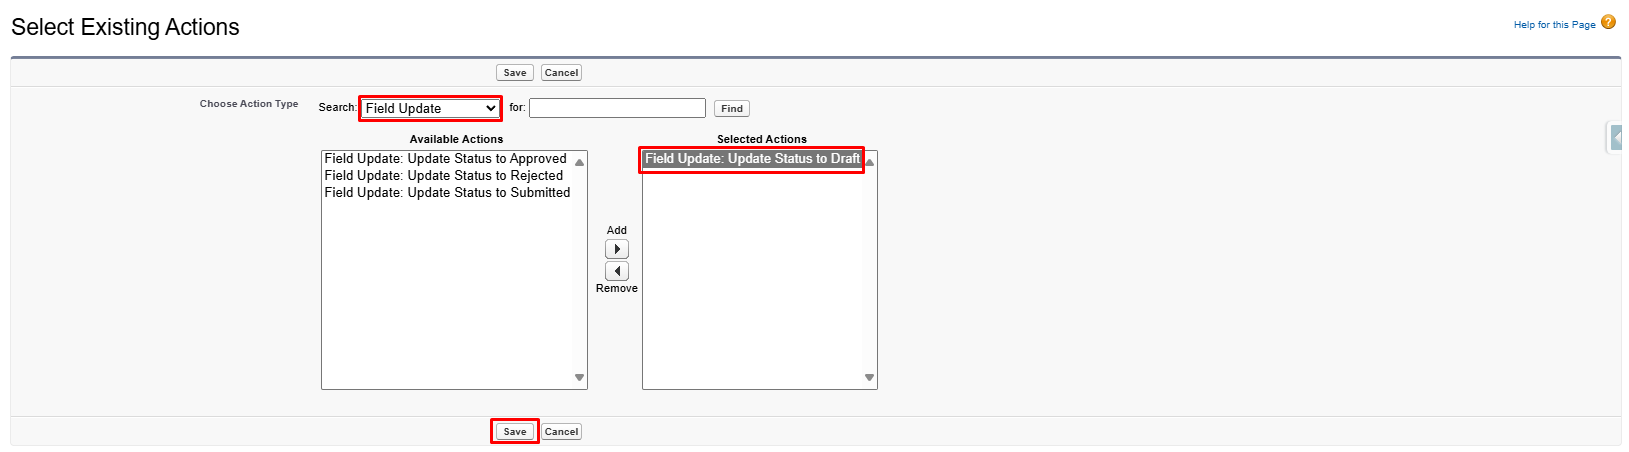 Select Existing Actions
Help for this Page ?
Save Cancel
Choose Action Type Search: Field Update for: Find
Available Actions Selected Actions
Field Update: Update Status to Approved
Field Update: Update Status to Rejected
Field Update: Update Status to Submitted
Add
Remove
Field Update: Update Status to Draft
Save Cancel